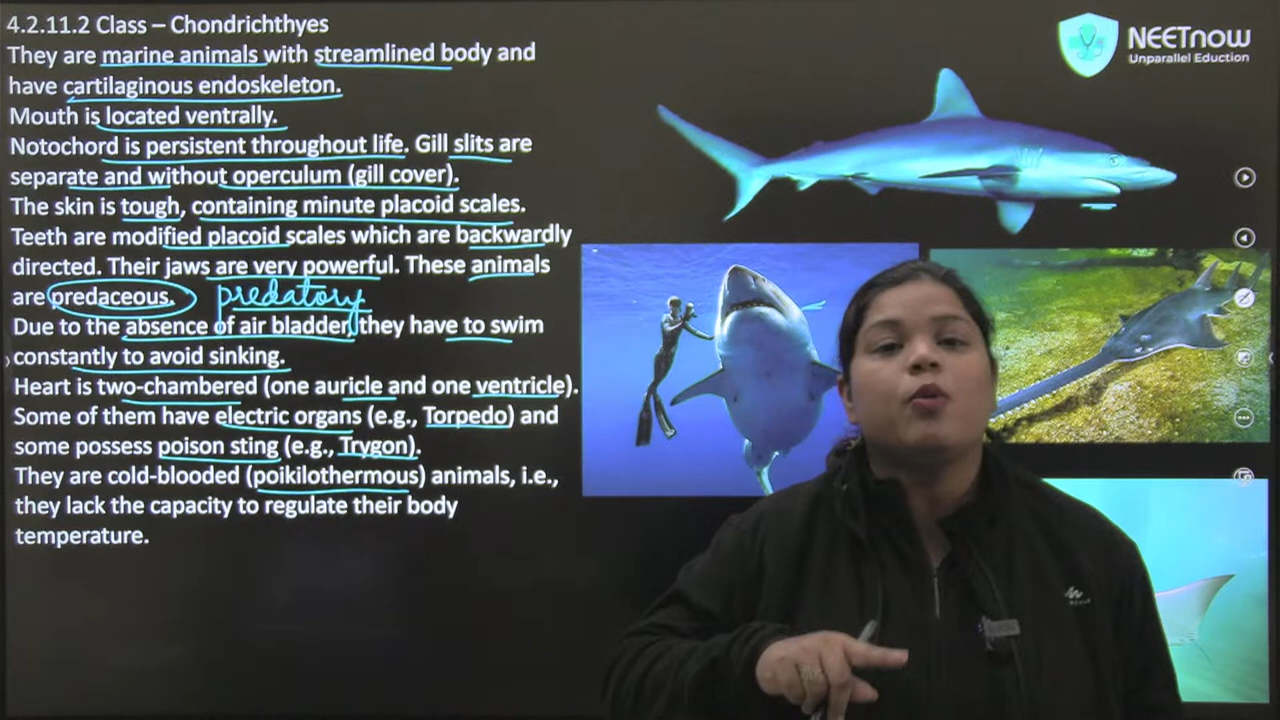 4.2.11.2 Class – Chondrichthyes
They are marine animals with streamlined body and
have cartilaginous endoskeleton.
Mouth is located ventrally.
Notochord is persistent throughout life. Gill slits are
separate and without operculum (gill cover).
The skin is tough, containing minute placoid scales.
Teeth are modified placoid scales which are backwardly
directed. Their jaws are very powerful. These animals
are predaceous. predatory
Due to the absence of air bladder, they have to swim
constantly to avoid sinking.
Heart is two-chambered (one auricle and one ventricle).
Some of them have electric organs (e.g., Torpedo) and
some possess poison sting (e.g., Trygon).
They are cold-blooded (poikilothermous) animals, i.e.,
they lack the capacity to regulate their body
temperature.
NEETnow
Unparallel Eduction